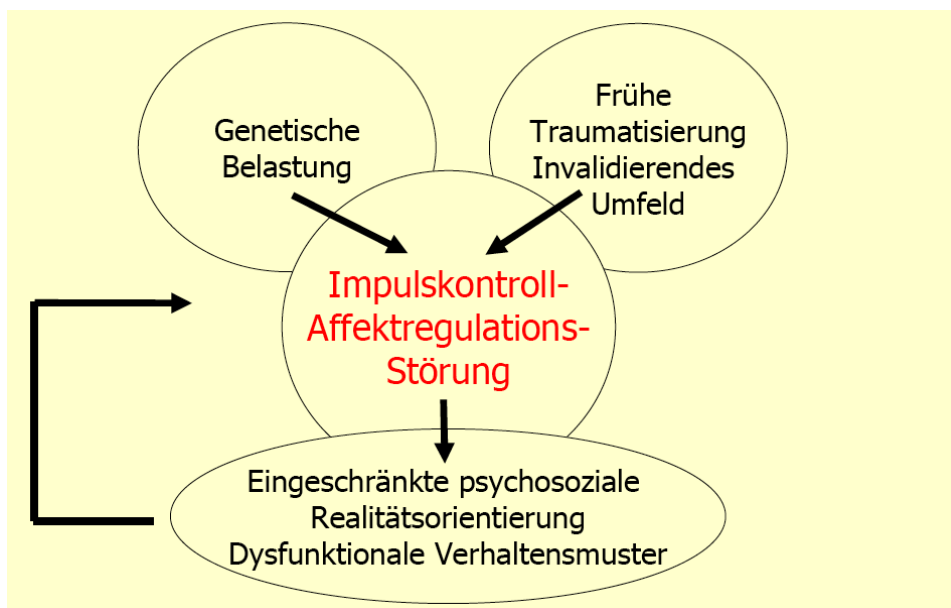 Genetische
Belastung
Frühe
Traumatisierung
Invalidierendes
Umfeld
Impulskontroll-
Affektregulations-
Störung
Eingeschränkte psychosoziale
Realitätsorientierung
Dysfunktionale Verhaltensmuster